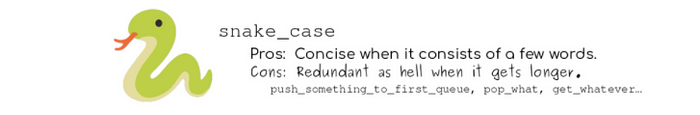 snake_case
Pros: Concise when it consists of a few words.
Cons: Redundant as hell when it gets longer.
push_something_to_first_queue, pop_what, get_whatever…